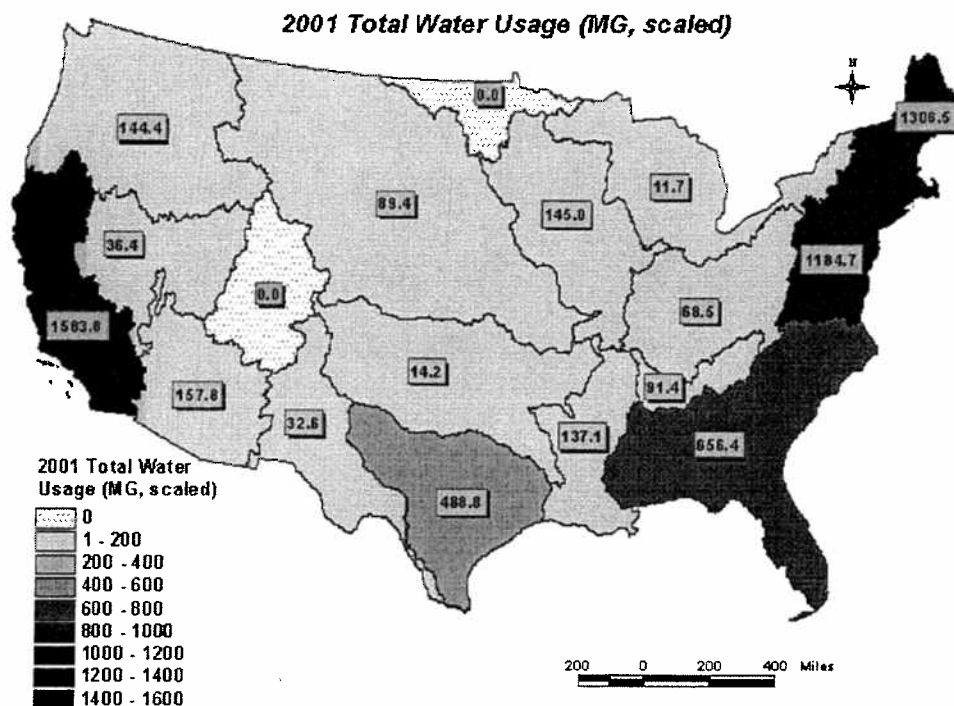 2001 Total Water Usage (MG, scaled)
N
0.0
1306.5
144.4
11.7
89.4
145.0
36.4
1184.7
0.0
68.5
1583.8
14.2
91.4
157.8
32.6
137.1
656.4
488.8
2001 Total Water
Usage (MG, scaled)
0
1 - 200
200 - 400
400 - 600
600 - 800
800 - 1000
1000 - 1200
1200 - 1400
1400 - 1600
200 0 200 400 Miles